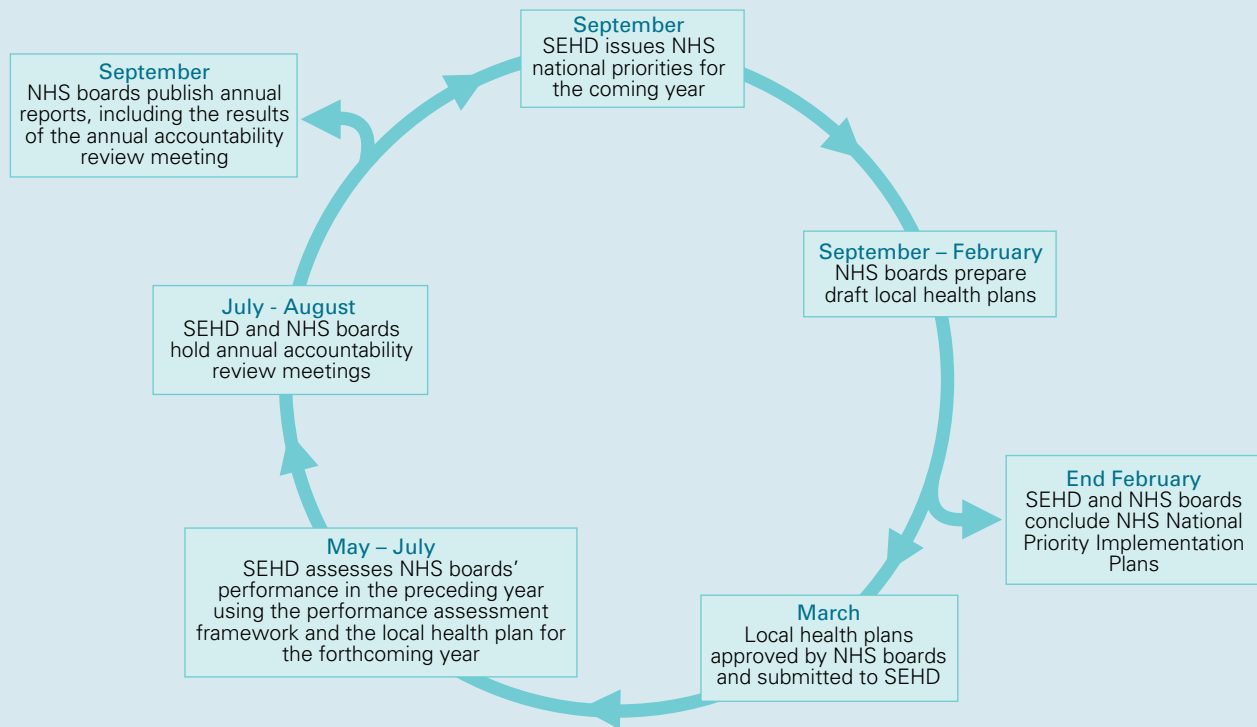 September
SEHD issues NHS
national priorities for
the coming year
September
NHS boards publish annual
reports, including the results
of the annual accountability
review meeting
September – February
NHS boards prepare
draft local health plans
July - August
SEHD and NHS boards
hold annual accountability
review meetings
End February
SEHD and NHS boards
conclude NHS National
Priority Implementation
Plans
May – July
SEHD assesses NHS boards’
performance in the preceding year
using the performance assessment
framework and the local health plan for
the forthcoming year
March
Local health plans
approved by NHS boards
and submitted to SEHD